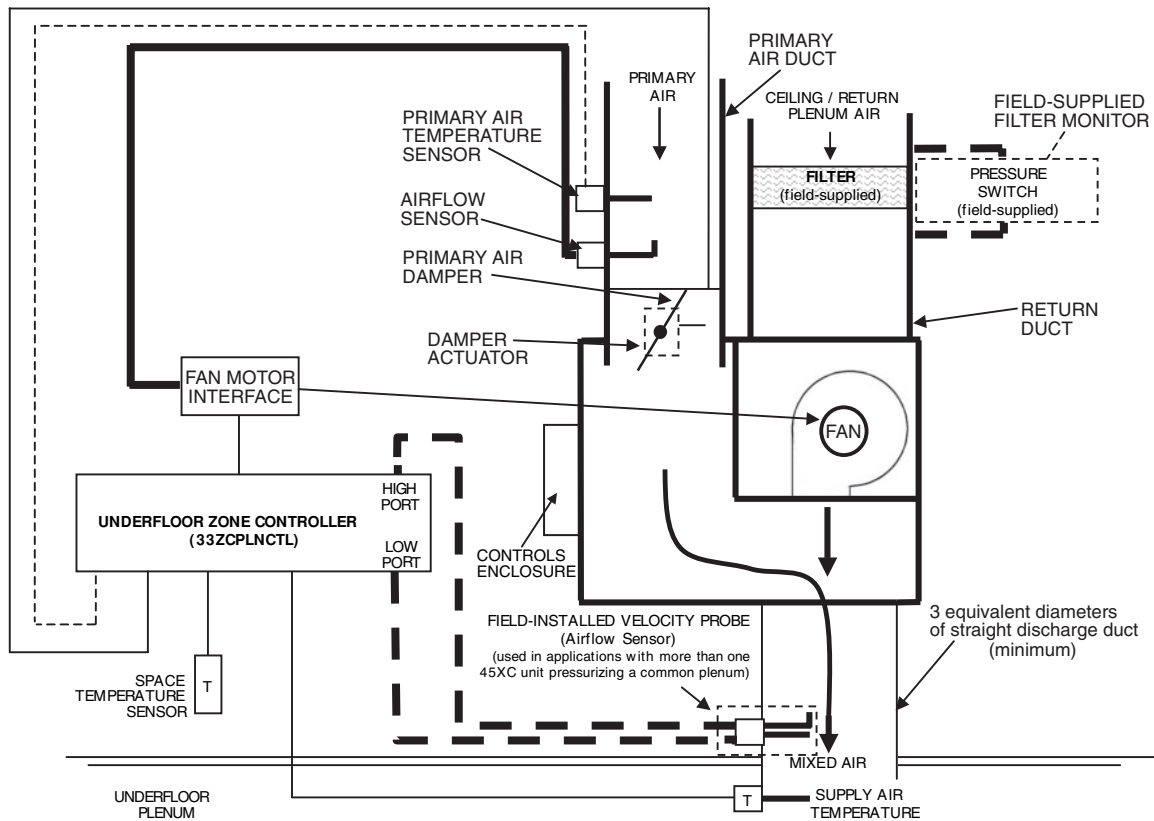 PRIMARY
AIR DUCT
PRIMARY
AIR
CEILING / RETURN
PLENUM AIR
FIELD-SUPPLIED
FILTER MONITOR
PRIMARY AIR
TEMPERATURE
SENSOR
FILTER
(field-supplied)
PRESSURE
SWITCH
(field-supplied)
AIRFLOW
SENSOR
PRIMARY AIR
DAMPER
DAMPER
ACTUATOR
RETURN
DUCT
FAN MOTOR
INTERFACE
FAN
HIGH
PORT
UNDERFLOOR ZONE CONTROLLER
(33ZCPLNCTL)
LOW
PORT
CONTROLS
ENCLOSURE
FIELD-INSTALLED VELOCITY PROBE
(Airflow Sensor)
(used in applications with more than one
45XC unit pressurizing a common plenum)
3 equivalent diameters
of straight discharge duct
(minimum)
SPACE
TEMPERATURE
SENSOR
T
MIXED AIR
UNDERFLOOR
PLENUM
T
SUPPLY AIR
TEMPERATURE